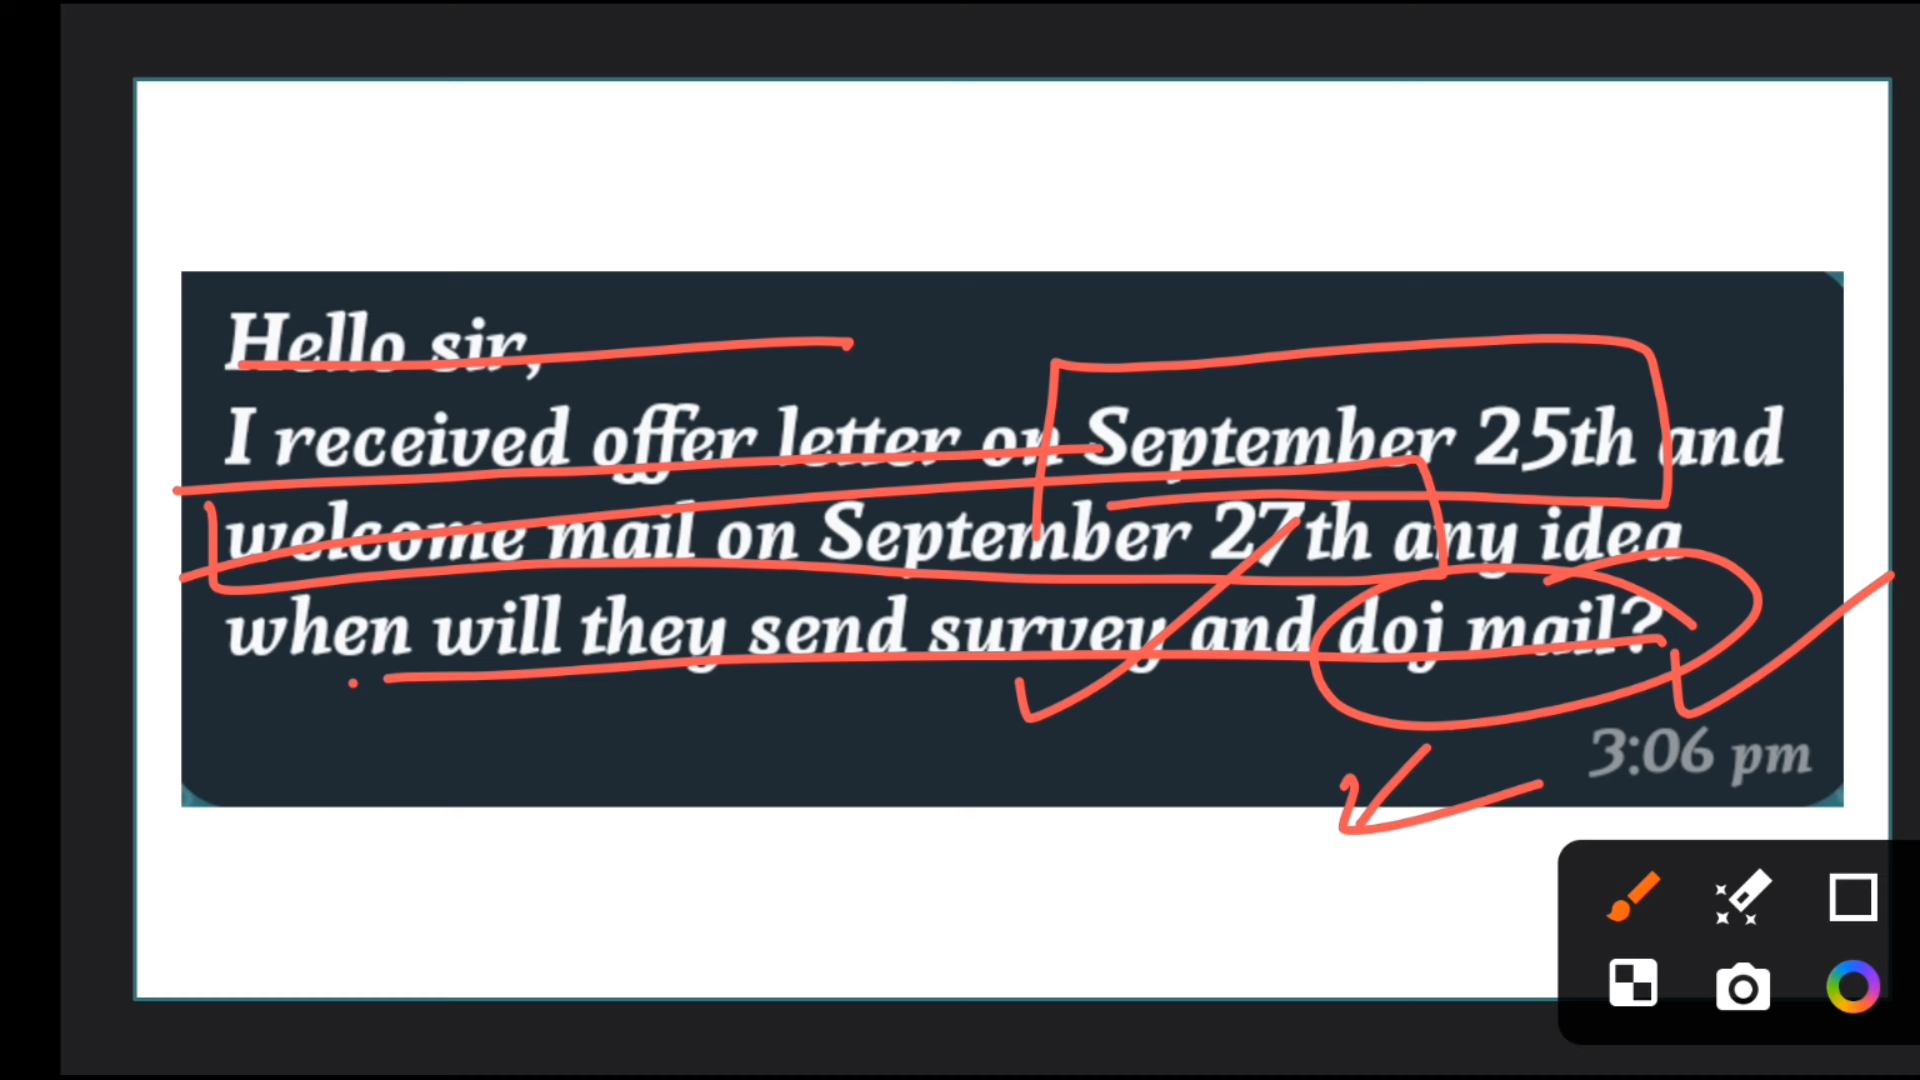 Hello sir,
I received offer letter on September 25th and
welcome mail on September 27th any idea
when will they send survey and doj mail?
3:06 pm